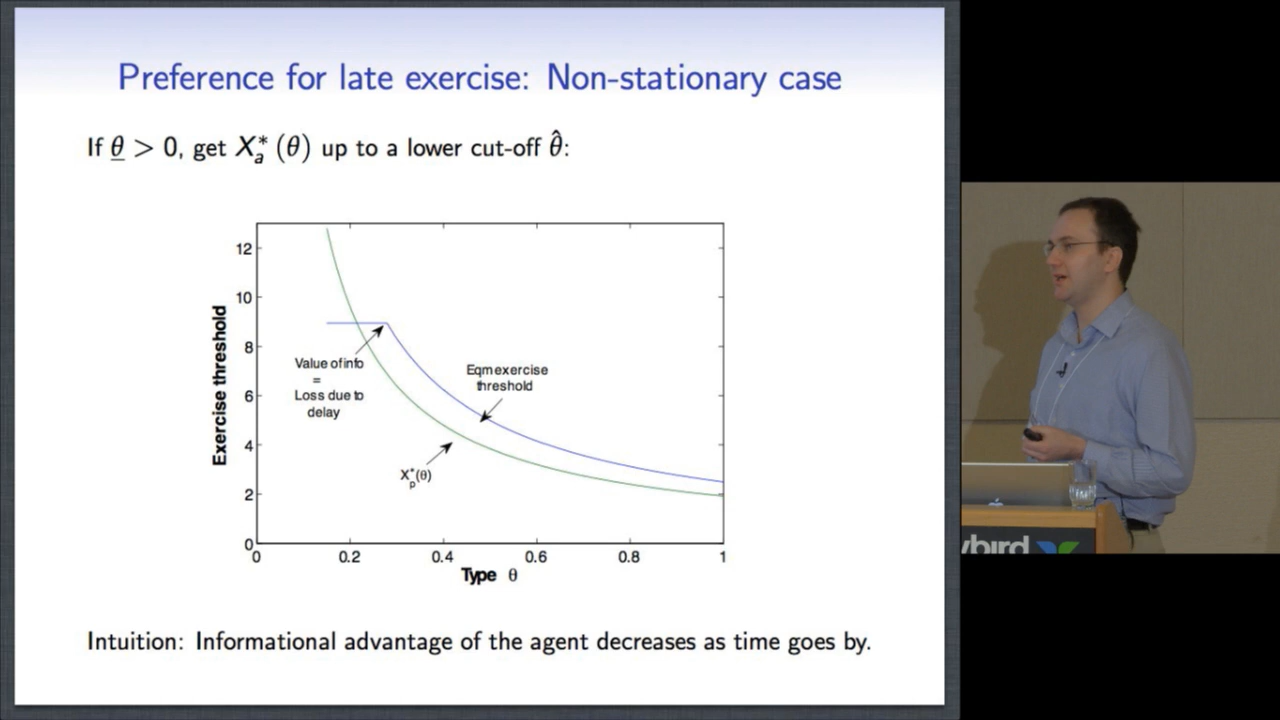 Preference for late exercise: Non-stationary case
If θ > 0, get X*ₐ (θ) up to a lower cut-off θ̂:
12
10
8
6
4
2
0
0
0.2
0.4
0.6
0.8
1
Exercise threshold
Type θ
Value of info
=
Loss due to
delay
Eqm exercise
threshold
X*ₚ(θ)
Intuition: Informational advantage of the agent decreases as time goes by.
ybird